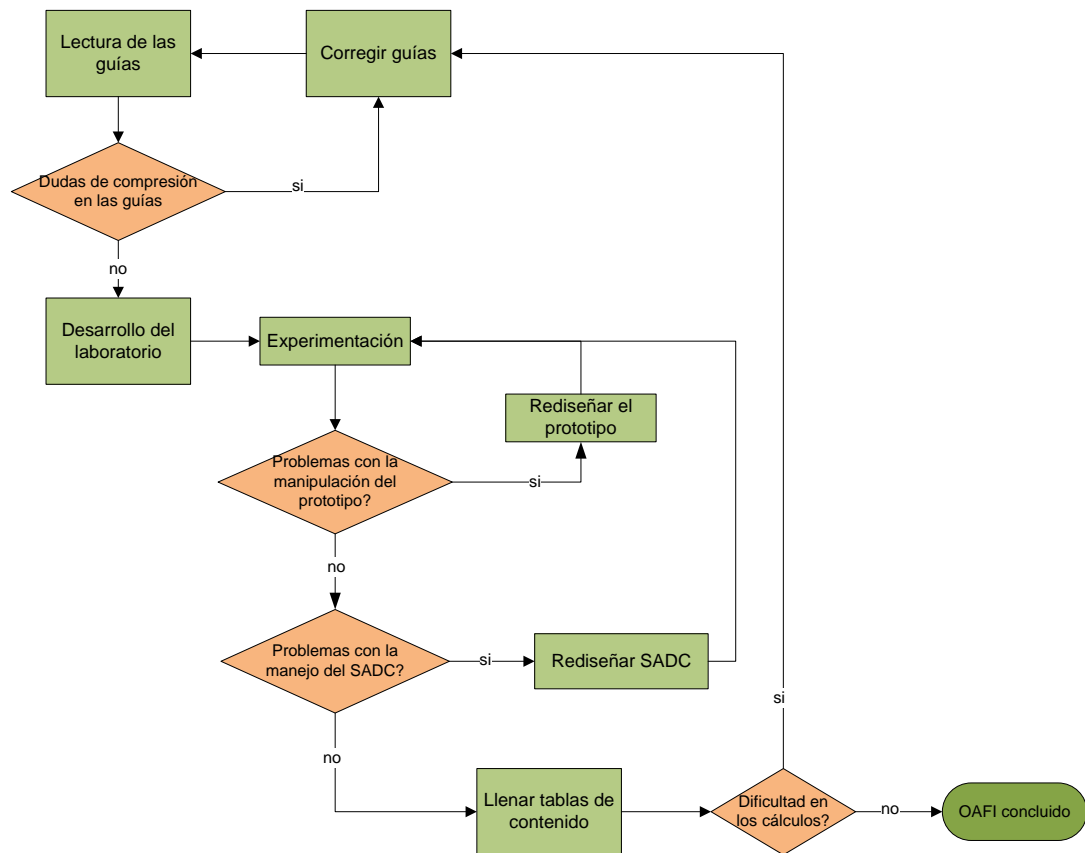 Lectura de las
guías
Corregir guías
Dudas de compresión
en las guías
si
no
Desarrollo del
laboratorio
Experimentación
Rediseñar el
prototipo
Problemas con la
manipulación del
prototipo?
si
no
Problemas con la
manejo del SADC?
si
Rediseñar SADC
si
no
Llenar tablas de
contenido
Dificultad en
los cálculos?
no
OAFI concluido